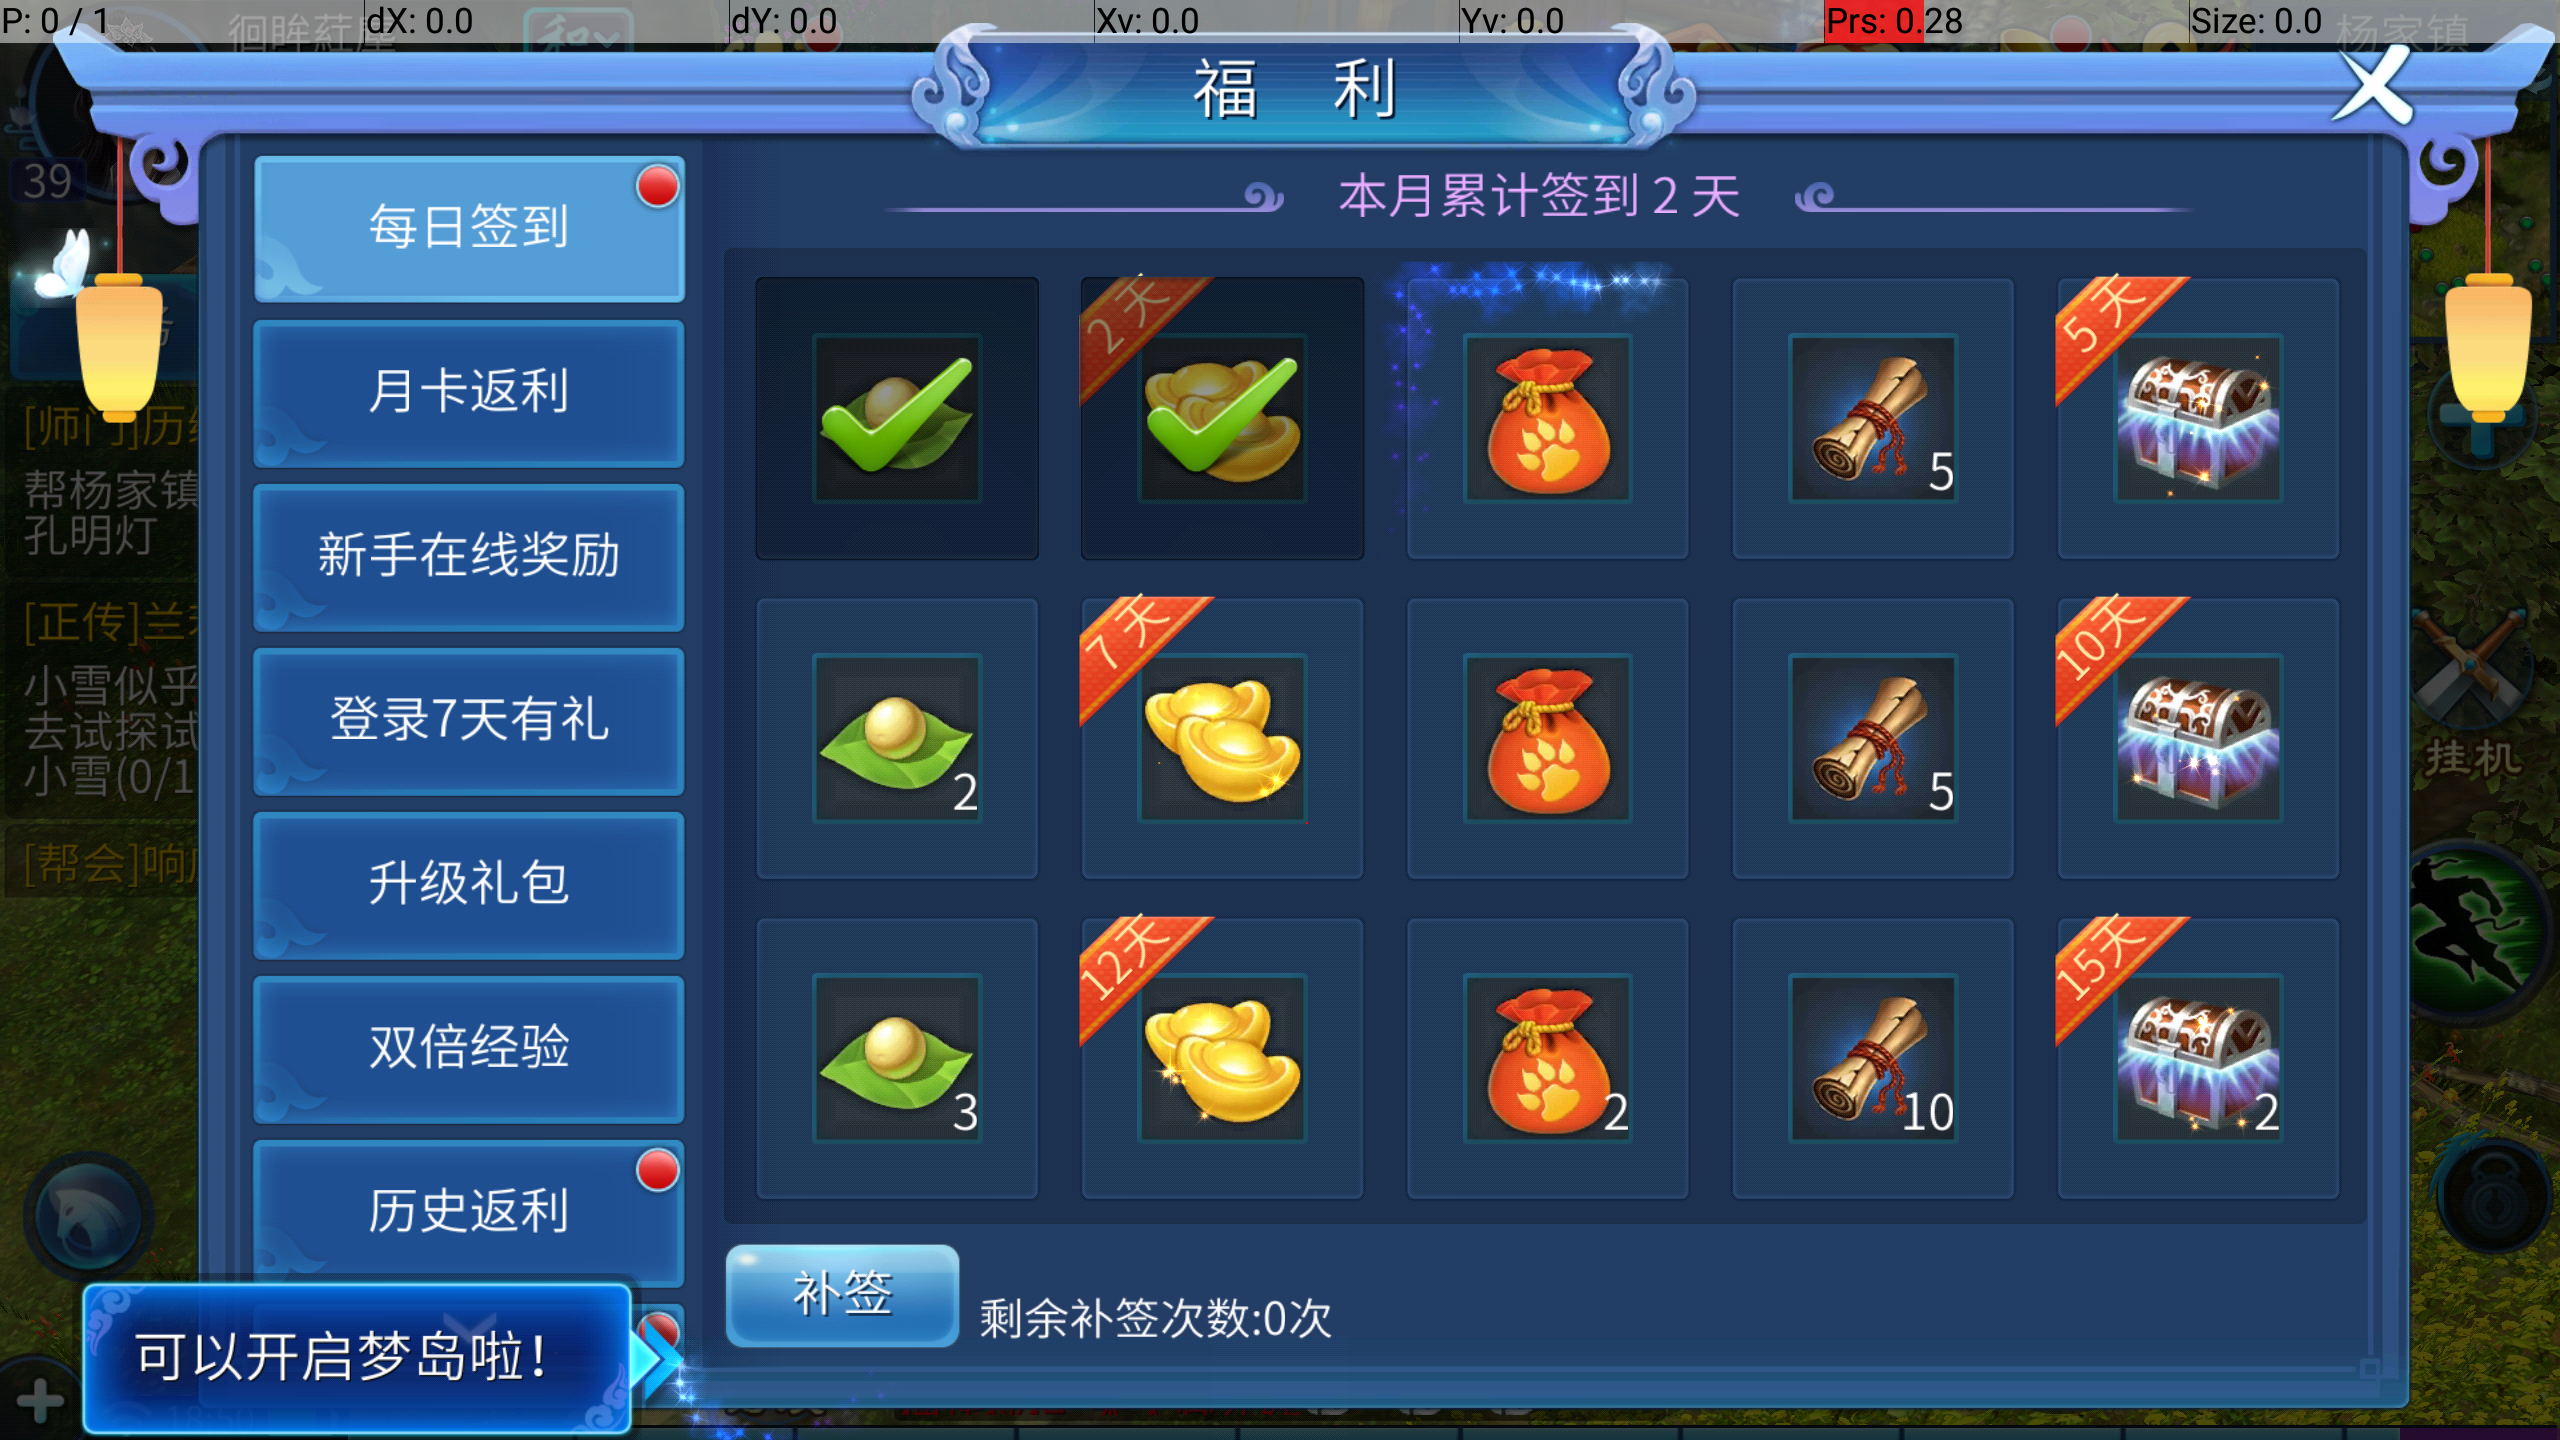 P: 0 / 1
dX: 0.0
dY: 0.0
Xv: 0.0
Yv: 0.0
Prs: 0.28
Size: 0.0
杨家镇
福 利
39
每日签到
月卡返利
新手在线奖励
登录7天有礼
升级礼包
双倍经验
历史返利
本月累计签到 2 天
2 天
5 天
5
7 天
10天
2
5
12天
15天
3
2
10
2
补签
剩余补签次数:0次
[师门]历
帮杨家镇
孔明灯
[正传]兰
小雪似乎
去试探试
小雪(0/1
[帮会]响
挂机
可以开启梦岛啦!